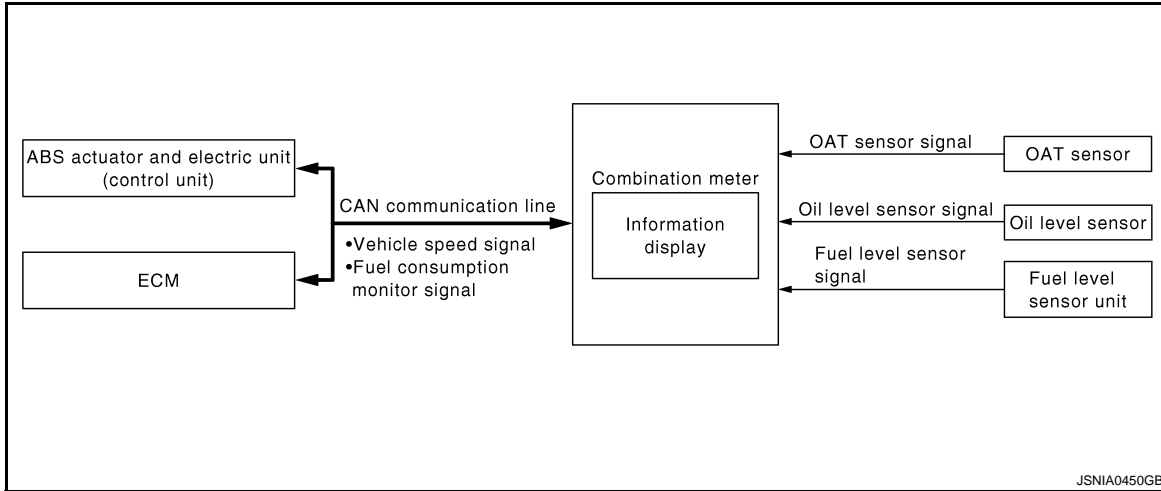 ABS actuator and electric unit
(control unit)
ECM
CAN communication line
•Vehicle speed signal
•Fuel consumption
monitor signal
Combination meter
Information
display
OAT sensor signal
OAT sensor
Oil level sensor signal
Oil level sensor
Fuel level sensor
signal
Fuel level
sensor unit
JSNIA0450GB